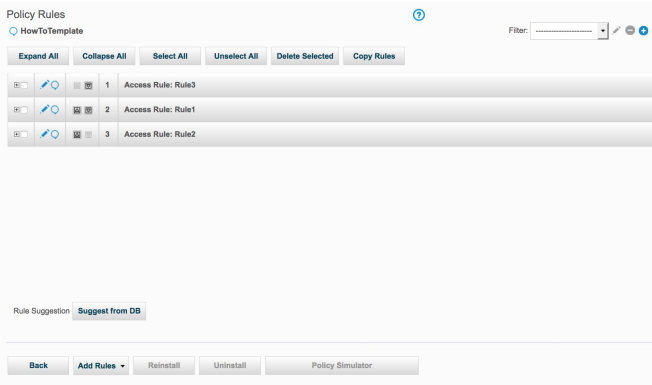 Policy Rules
HowToTemplate
Filter: ----------------------
Expand All Collapse All Select All Unselect All Delete Selected Copy Rules
1 Access Rule: Rule3
2 Access Rule: Rule1
3 Access Rule: Rule2
Rule Suggestion Suggest from DB
Back Add Rules Reinstall Uninstall Policy Simulator